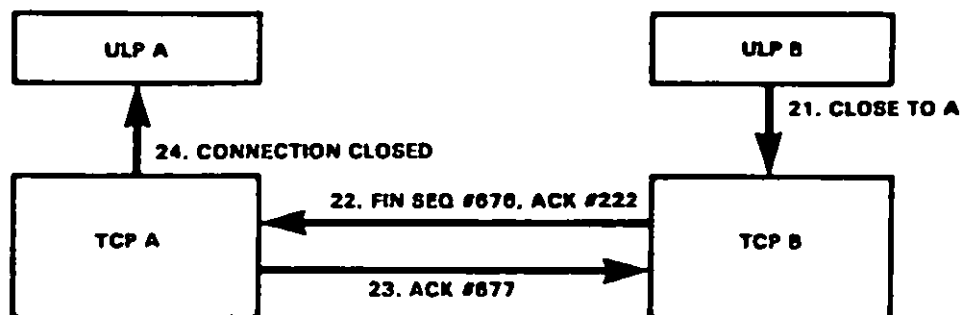 ULP A
ULP B
21. CLOSE TO A
24. CONNECTION CLOSED
22. FIN SEQ #676, ACK #222
TCP A
TCP B
23. ACK #677